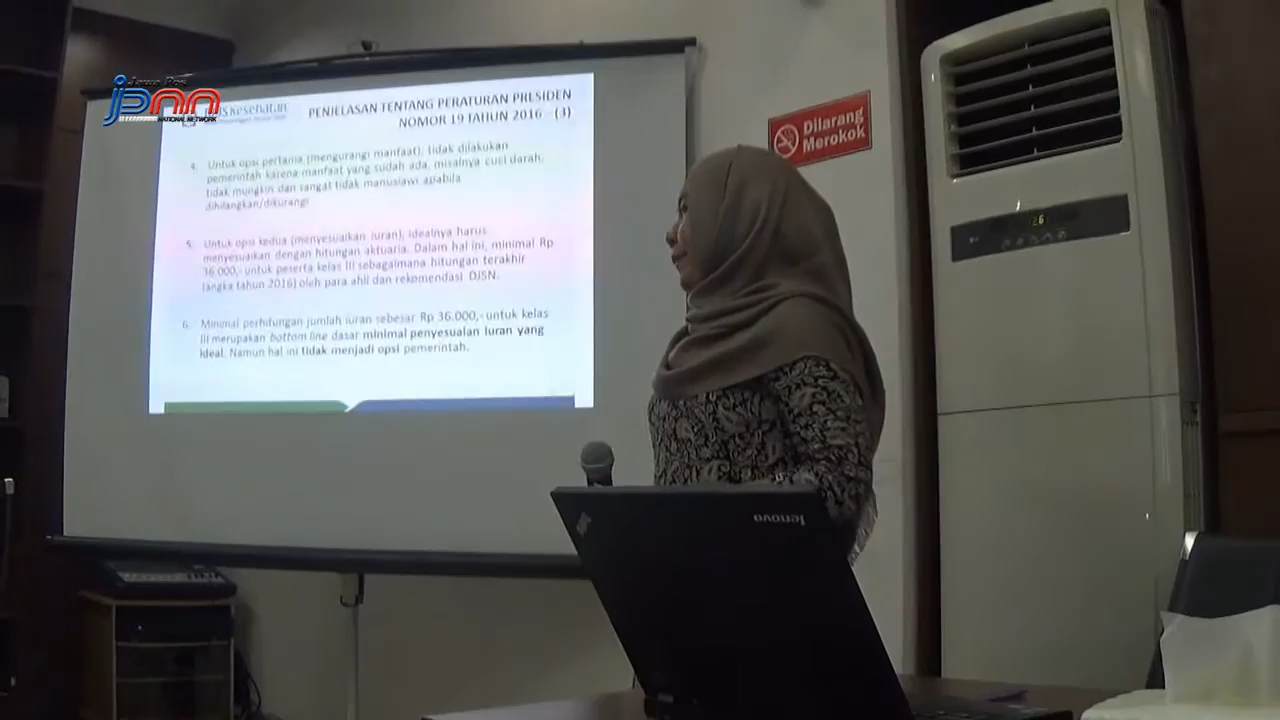 Jawa Pos
JPNN
NATIONAL NETWORK
Kesehatan
PENJELASAN TENTANG PERATURAN PRESIDEN
NOMOR 19 TAHUN 2016 (3)
4. Untuk opsi pertama (mengurangi manfaat), tidak dilakukan
pemerintah karena manfaat yang sudah ada, misalnya cuci darah,
tidak mungkin dan sangat tidak manusiawi apabila
dihilangkan/dikurangi
5. Untuk opsi kedua (menyesuaikan iuran), idealnya harus
menyesuaikan dengan hitungan aktuaria. Dalam hal ini, minimal Rp
36.000,- untuk peserta kelas III sebagaimana hitungan terakhir
(angka tahun 2016) oleh para ahli dan rekomendasi DJSN.
6. Minimal perhitungan jumlah iuran sebesar Rp 36.000,- untuk kelas
III merupakan bottom line dasar minimal penyesuaian iuran yang
ideal. Namun hal ini tidak menjadi opsi pemerintah.
Dilarang
Merokok
26
LG
lenovo